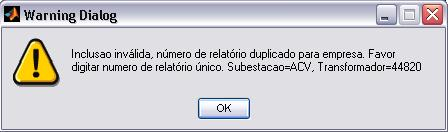 Warning Dialog
Inclusao inválida, número de relatório duplicado para empresa. Favor
digitar numero de relatório único. Subestacao=ACV, Transformador=44820
OK